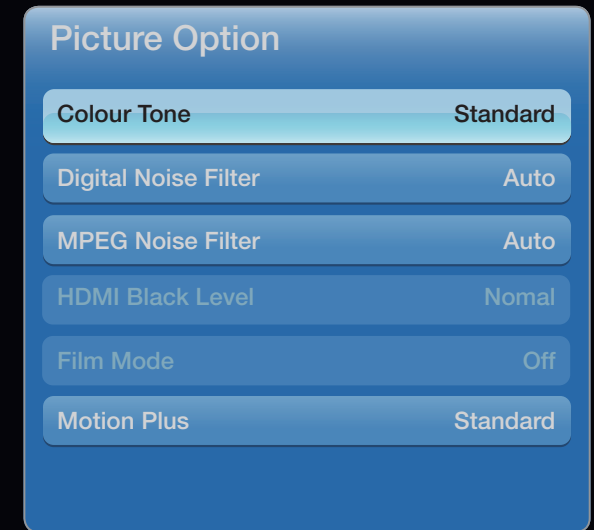 Picture Option
Colour Tone Standard
Digital Noise Filter Auto
MPEG Noise Filter Auto
HDMI Black Level Nomal
Film Mode Off
Motion Plus Standard